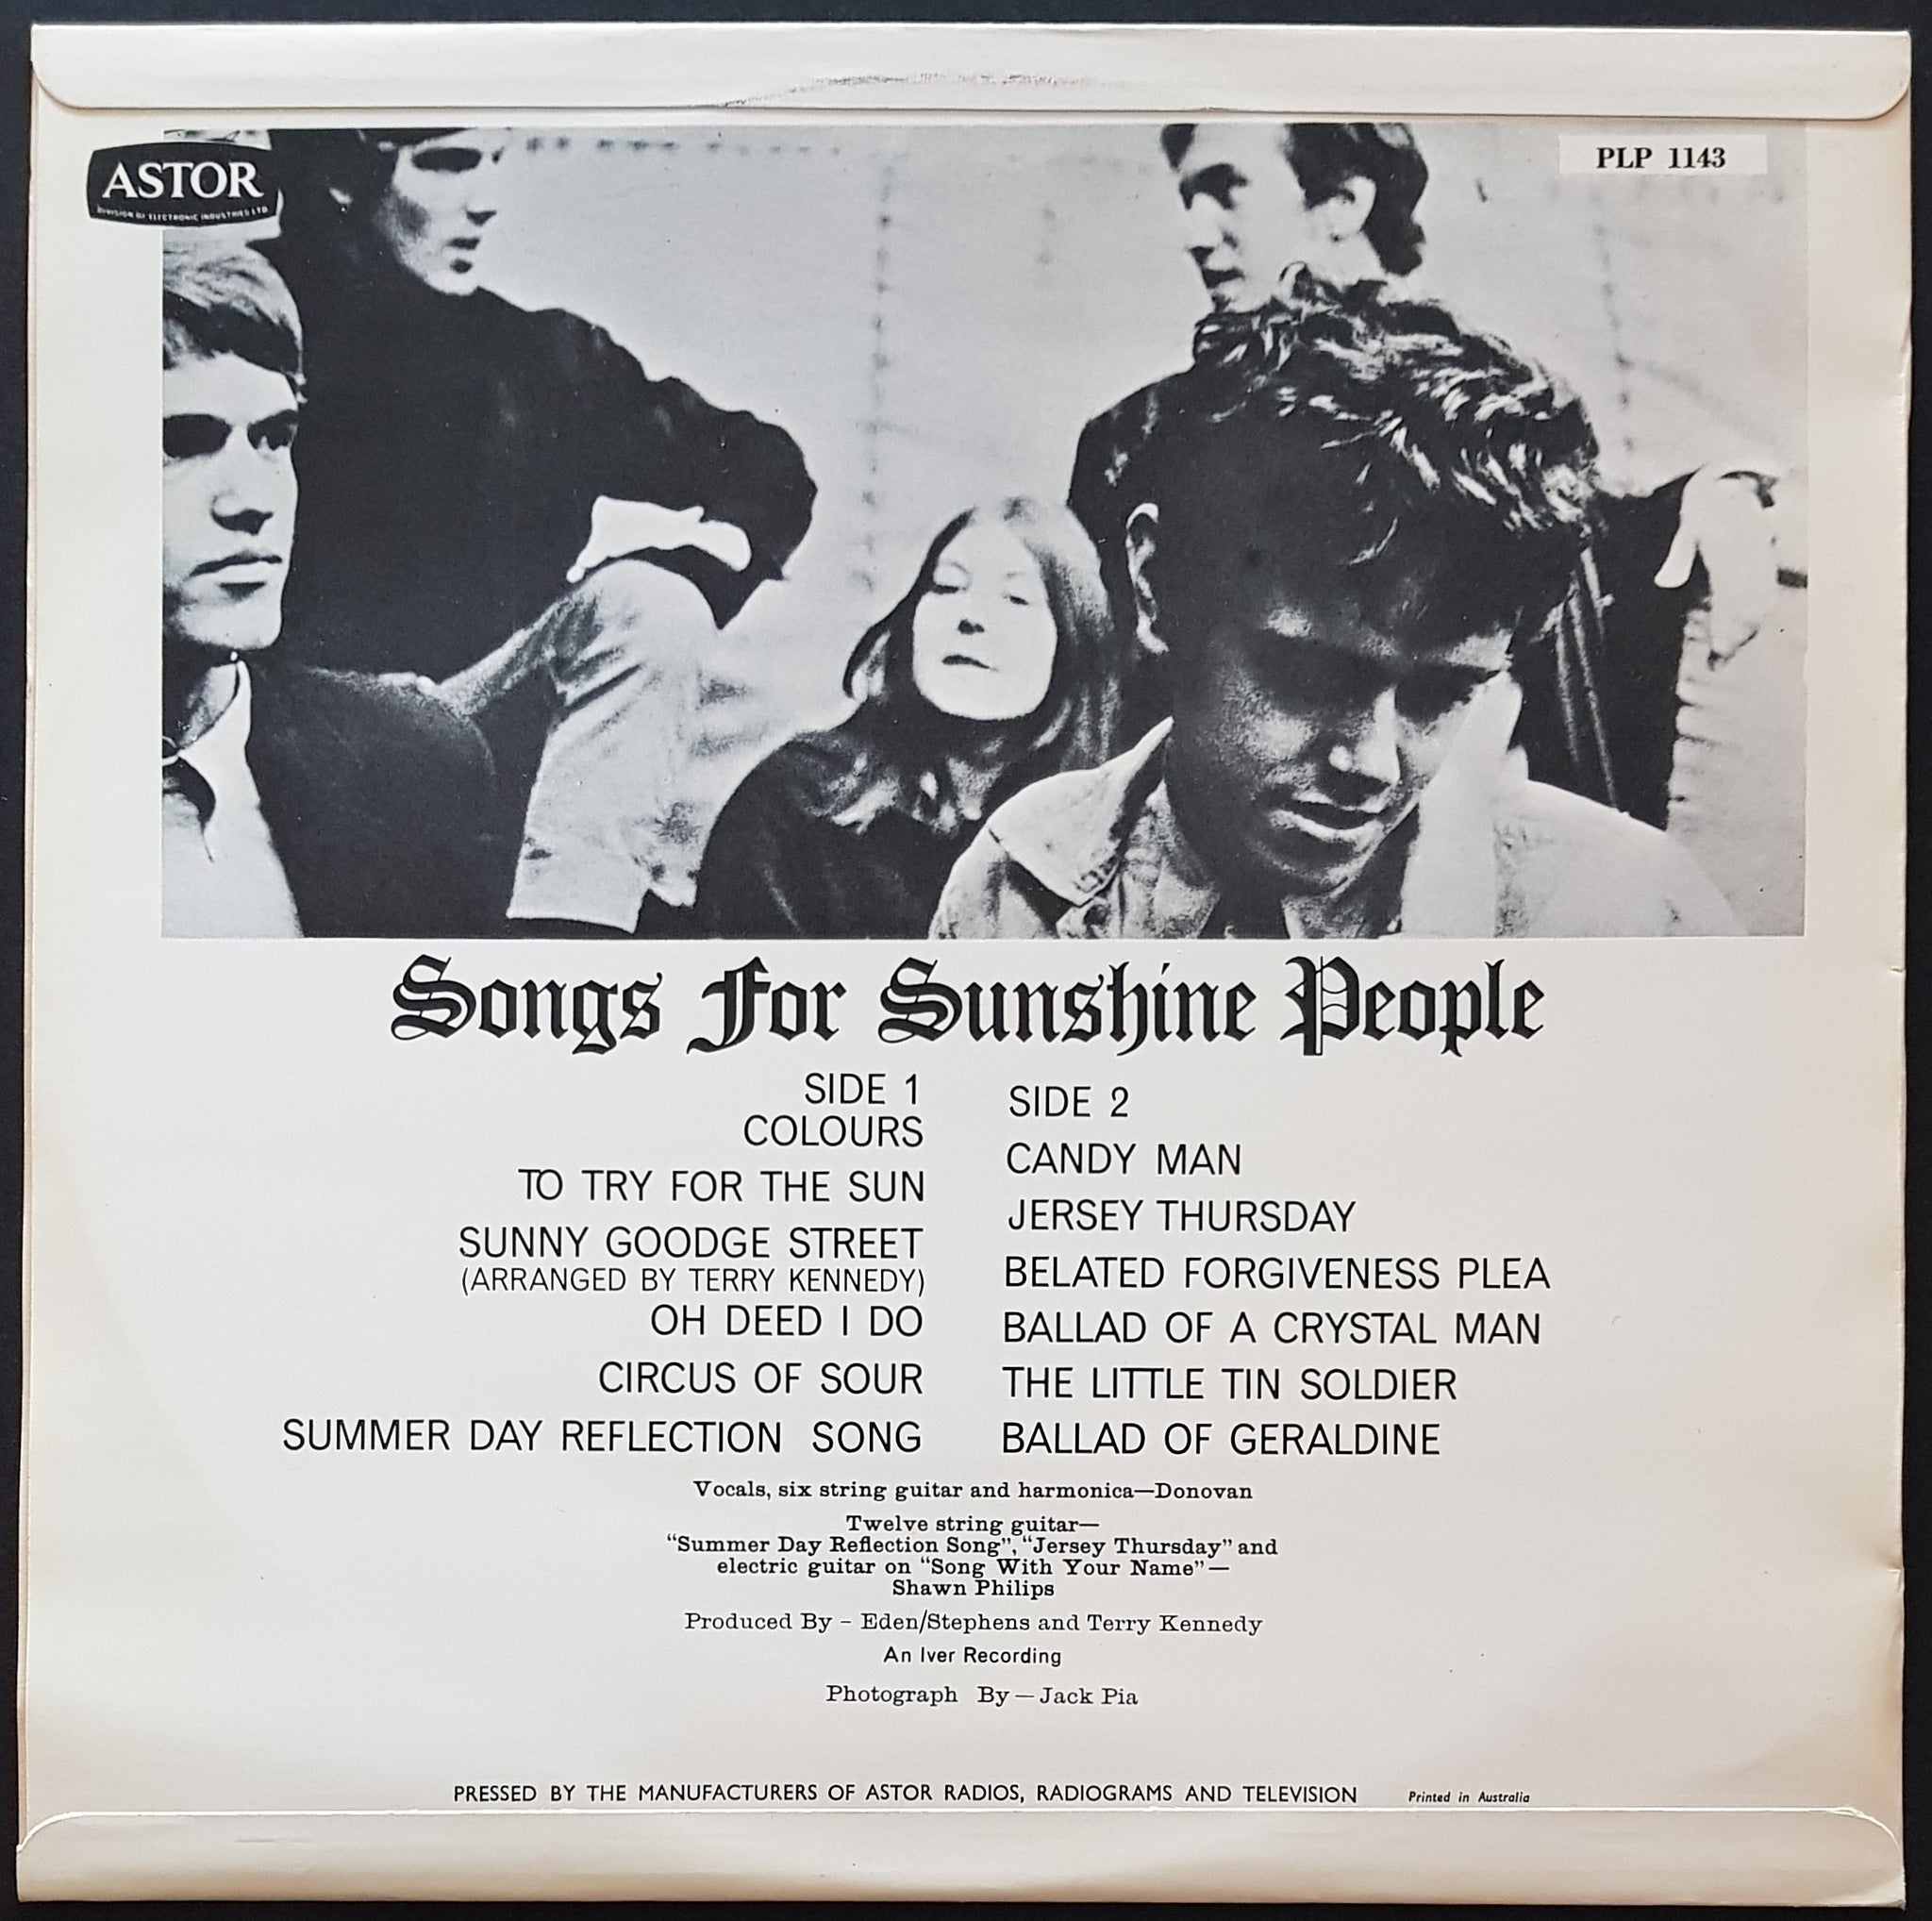 ASTOR
DIVISION OF ELECTRONIC INDUSTRIES LTD.
PLP 1143
Songs For Sunshine People
SIDE 1
COLOURS
TO TRY FOR THE SUN
SUNNY GOODGE STREET
(ARRANGED BY TERRY KENNEDY)
OH DEED I DO
CIRCUS OF SOUR
SUMMER DAY REFLECTION SONG
SIDE 2
CANDY MAN
JERSEY THURSDAY
BELATED FORGIVENESS PLEA
BALLAD OF A CRYSTAL MAN
THE LITTLE TIN SOLDIER
BALLAD OF GERALDINE
Vocals, six string guitar and harmonica—Donovan
Twelve string guitar—
“Summer Day Reflection Song”, “Jersey Thursday” and
electric guitar on “Song With Your Name”—
Shawn Philips
Produced By – Eden/Stephens and Terry Kennedy
An Iver Recording
Photograph By — Jack Pia
PRESSED BY THE MANUFACTURERS OF ASTOR RADIOS, RADIOGRAMS AND TELEVISION
Printed in Australia